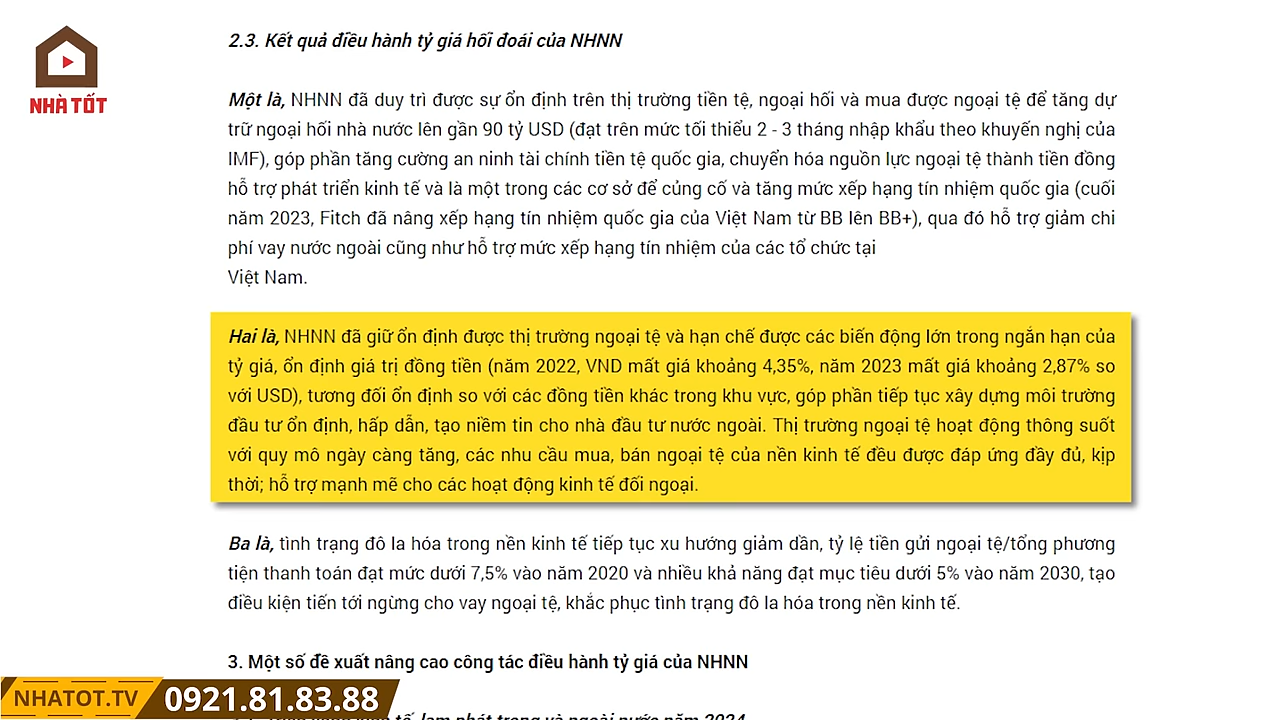 2.3. Kết quả điều hành tỷ giá hối đoái của NHNN
NHÀ TỐT
Một là, NHNN đã duy trì được sự ổn định trên thị trường tiền tệ, ngoại hối và mua được ngoại tệ để tăng dự
trữ ngoại hối nhà nước lên gần 90 tỷ USD (đạt trên mức tối thiểu 2 - 3 tháng nhập khẩu theo khuyến nghị của
IMF), góp phần tăng cường an ninh tài chính tiền tệ quốc gia, chuyển hóa nguồn lực ngoại tệ thành tiền đồng
hỗ trợ phát triển kinh tế và là một trong các cơ sở để củng cố và tăng mức xếp hạng tín nhiệm quốc gia (cuối
năm 2023, Fitch đã nâng xếp hạng tín nhiệm quốc gia của Việt Nam từ BB lên BB+), qua đó hỗ trợ giảm chi
phí vay nước ngoài cũng như hỗ trợ mức xếp hạng tín nhiệm của các tổ chức tại
Việt Nam.
Hai là, NHNN đã giữ ổn định được thị trường ngoại tệ và hạn chế được các biến động lớn trong ngắn hạn của
tỷ giá, ổn định giá trị đồng tiền (năm 2022, VND mất giá khoảng 4,35%, năm 2023 mất giá khoảng 2,87% so
với USD), tương đối ổn định so với các đồng tiền khác trong khu vực, góp phần tiếp tục xây dựng môi trường
đầu tư ổn định, hấp dẫn, tạo niềm tin cho nhà đầu tư nước ngoài. Thị trường ngoại tệ hoạt động thông suốt
với quy mô ngày càng tăng, các nhu cầu mua, bán ngoại tệ của nền kinh tế đều được đáp ứng đầy đủ, kịp
thời; hỗ trợ mạnh mẽ cho các hoạt động kinh tế đối ngoại.
Ba là, tình trạng đô la hóa trong nền kinh tế tiếp tục xu hướng giảm dần, tỷ lệ tiền gửi ngoại tệ/tổng phương
tiện thanh toán đạt mức dưới 7,5% vào năm 2020 và nhiều khả năng đạt mục tiêu dưới 5% vào năm 2030, tạo
điều kiện tiến tới ngừng cho vay ngoại tệ, khắc phục tình trạng đô la hóa trong nền kinh tế.
3. Một số đề xuất nâng cao công tác điều hành tỷ giá của NHNN
NHATOT.TV 0921.81.83.88
kinh tế, lạm phát trong và ngoài nước năm 2024